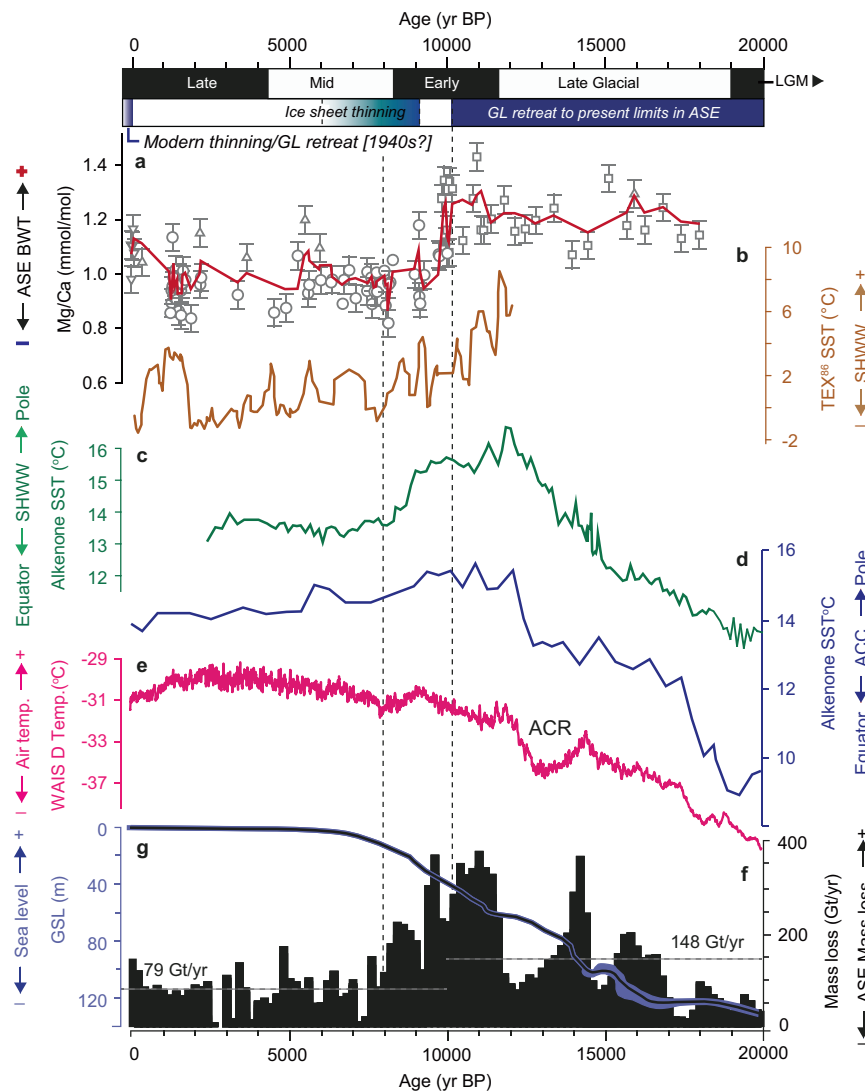 Age (yr BP)
0 5000 10000 15000 20000
Late Mid Early Late Glacial LGM
Ice sheet thinning GL retreat to present limits in ASE
Modern thinning/GL retreat [1940s?]
a
1.4
1.2
1.0
0.8
0.6
Mg/Ca (mmol/mol)
ASE BWT
+
b
10
6
2
-2
TEX86 SST (°C)
SHWW
+
c
16
15
14
13
12
Alkenone SST (°C)
Equator SHWW Pole
d
16
14
12
10
Alkenone SST°C
Equator ACC Pole
e
-29
-31
-33
-37
WAIS D Temp.(°C)
– Air temp. +
ACR
g
0
40
80
120
GSL (m)
– Sea level +
f
400
300
200
100
0
Mass loss (Gt/yr)
– ASE Mass loss +
79 Gt/yr
148 Gt/yr
0 5000 10000 15000 20000
Age (yr BP)